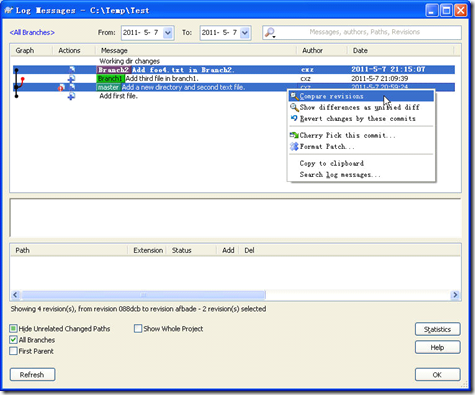 Log Messages - C:\Temp\Test
<All Branches> From: 2011- 5- 7 To: 2011- 5- 7 Messages, authors, Paths, Revisions
Graph Actions Message Author Date
Working dir changes
Branch2 Add foo4.txt in Branch2. cxz 2011-5-7 21:15:07
Branch1 Add third file in branch1. cxz 2011-5-7 21:09:39
master Add a new directory and second text file. cxz 2011-5-7 20:59:24
Add first file.
Compare revisions
Show differences as unified diff
Revert changes by these commits
Cherry Pick this commit...
Format Patch...
Copy to clipboard
Search log messages...
Path Extension Status Add Del
Showing 4 revision(s), from revision 088dcb to revision afbade - 2 revision(s) selected
Hide Unrelated Changed Paths Show Whole Project Statistics
All Branches
First Parent Help
Refresh OK